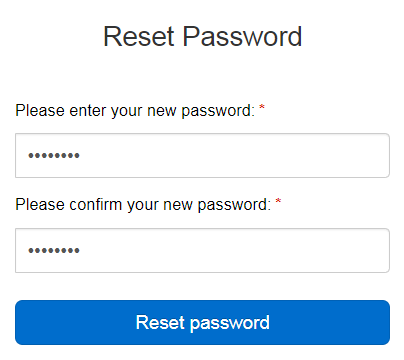 Reset Password
Please enter your new password: *
••••••••
Please confirm your new password: *
••••••••
Reset password